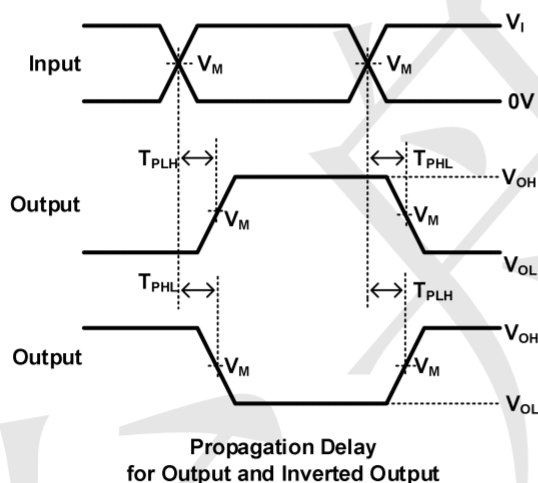 VI
Input
VM
VM
0V
TPLH
TPHL
VOH
Output
VM
VM
VOL
TPHL
TPLH
VOH
Output
VM
VM
VOL
Propagation Delay
for Output and Inverted Output